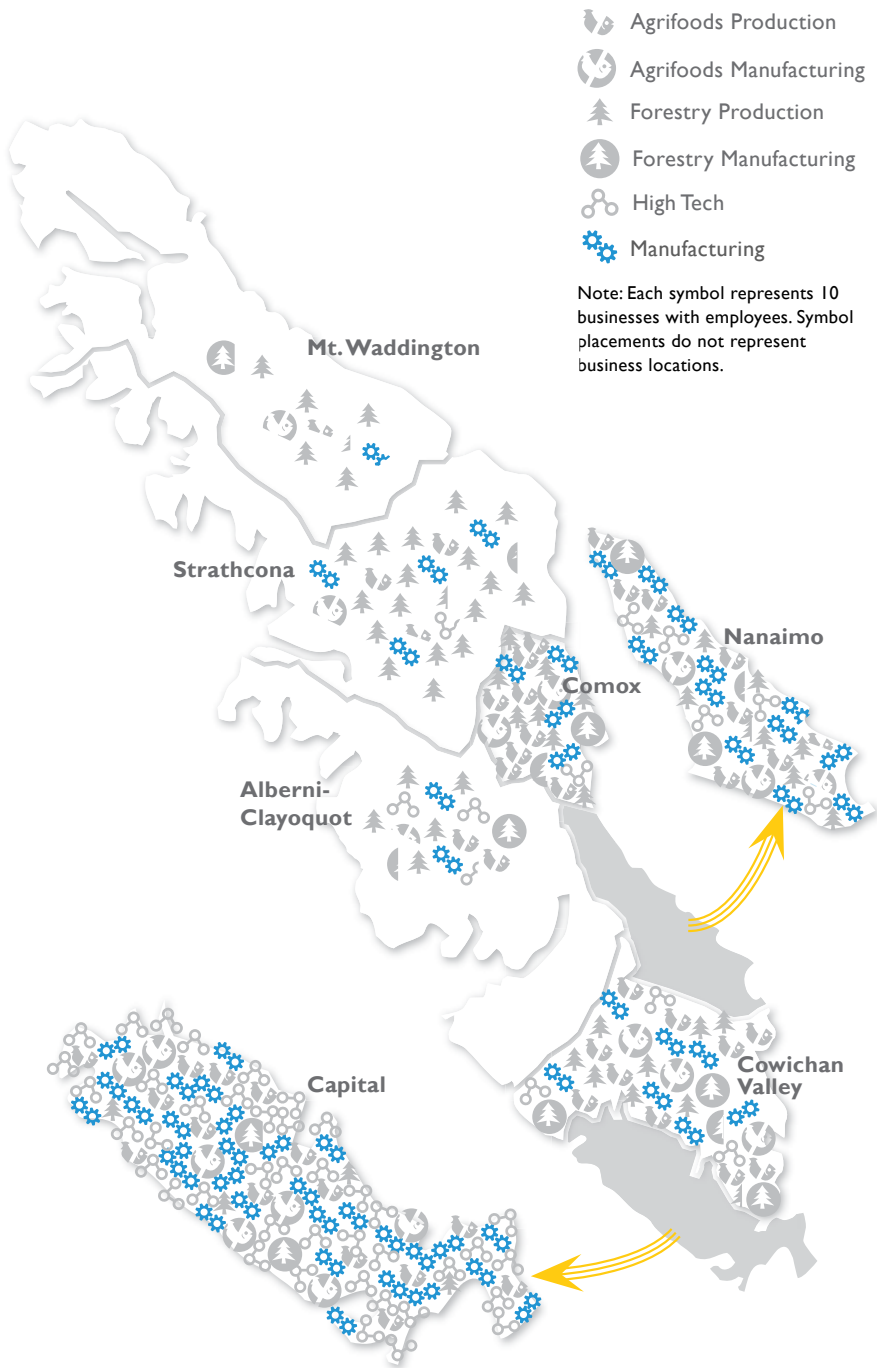 Agrifoods Production
Agrifoods Manufacturing
Forestry Production
Forestry Manufacturing
High Tech
Manufacturing
Note: Each symbol represents 10
businesses with employees. Symbol
placements do not represent
business locations.
Mt. Waddington
Strathcona
Nanaimo
Comox
Alberni-
Clayoquot
Cowichan
Valley
Capital